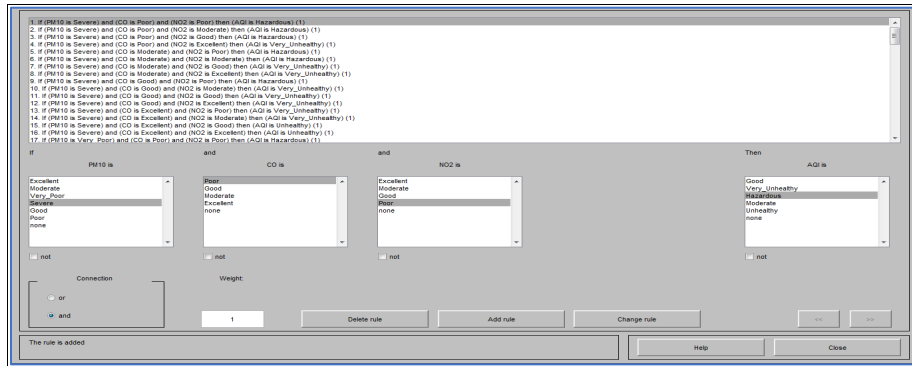 1. If (PM10 is Severe) and (CO is Poor) and (NO2 is Poor) then (AQI is Hazardous) (1)
2. If (PM10 is Severe) and (CO is Poor) and (NO2 is Moderate) then (AQI is Hazardous) (1)
3. If (PM10 is Severe) and (CO is Poor) and (NO2 is Good) then (AQI is Hazardous) (1)
4. If (PM10 is Severe) and (CO is Poor) and (NO2 is Excellent) then (AQI is Very_Unhealthy) (1)
5. If (PM10 is Severe) and (CO is Moderate) and (NO2 is Poor) then (AQI is Hazardous) (1)
6. If (PM10 is Severe) and (CO is Moderate) and (NO2 is Moderate) then (AQI is Hazardous) (1)
7. If (PM10 is Severe) and (CO is Moderate) and (NO2 is Good) then (AQI is Very_Unhealthy) (1)
8. If (PM10 is Severe) and (CO is Moderate) and (NO2 is Excellent) then (AQI is Very_Unhealthy) (1)
9. If (PM10 is Severe) and (CO is Good) and (NO2 is Poor) then (AQI is Hazardous) (1)
10. If (PM10 is Severe) and (CO is Good) and (NO2 is Moderate) then (AQI is Very_Unhealthy) (1)
11. If (PM10 is Severe) and (CO is Good) and (NO2 is Good) then (AQI is Very_Unhealthy) (1)
12. If (PM10 is Severe) and (CO is Good) and (NO2 is Excellent) then (AQI is Very_Unhealthy) (1)
13. If (PM10 is Severe) and (CO is Excellent) and (NO2 is Poor) then (AQI is Very_Unhealthy) (1)
14. If (PM10 is Severe) and (CO is Excellent) and (NO2 is Moderate) then (AQI is Very_Unhealthy) (1)
15. If (PM10 is Severe) and (CO is Excellent) and (NO2 is Good) then (AQI is Unhealthy) (1)
16. If (PM10 is Severe) and (CO is Excellent) and (NO2 is Excellent) then (AQI is Unhealthy) (1)
17. If (PM10 is Very_Poor) and (CO is Poor) and (NO2 is Poor) then (AQI is Hazardous) (1)
If and and Then
PM10 is CO is NO2 is AQI is
Excellent
Moderate
Very_Poor
Severe
Good
Poor
none
Poor
Good
Moderate
Excellent
none
Excellent
Moderate
Good
Poor
none
Good
Very_Unhealthy
Hazardous
Moderate
Unhealthy
none
not not not not
Connection
or
and
Weight:
1
Delete rule Add rule Change rule << >>
The rule is added
Help Close